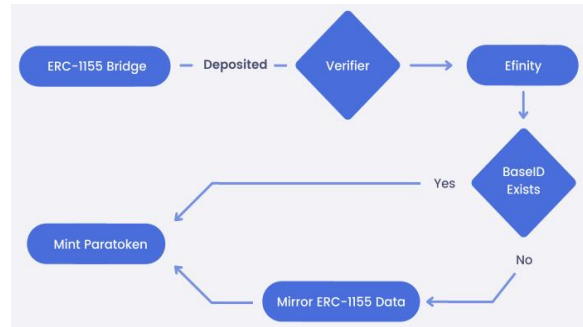 ERC-1155 Bridge
Deposited
Verifier
Efinity
BaseID
Exists
Yes
No
Mint Paratoken
Mirror ERC-1155 Data